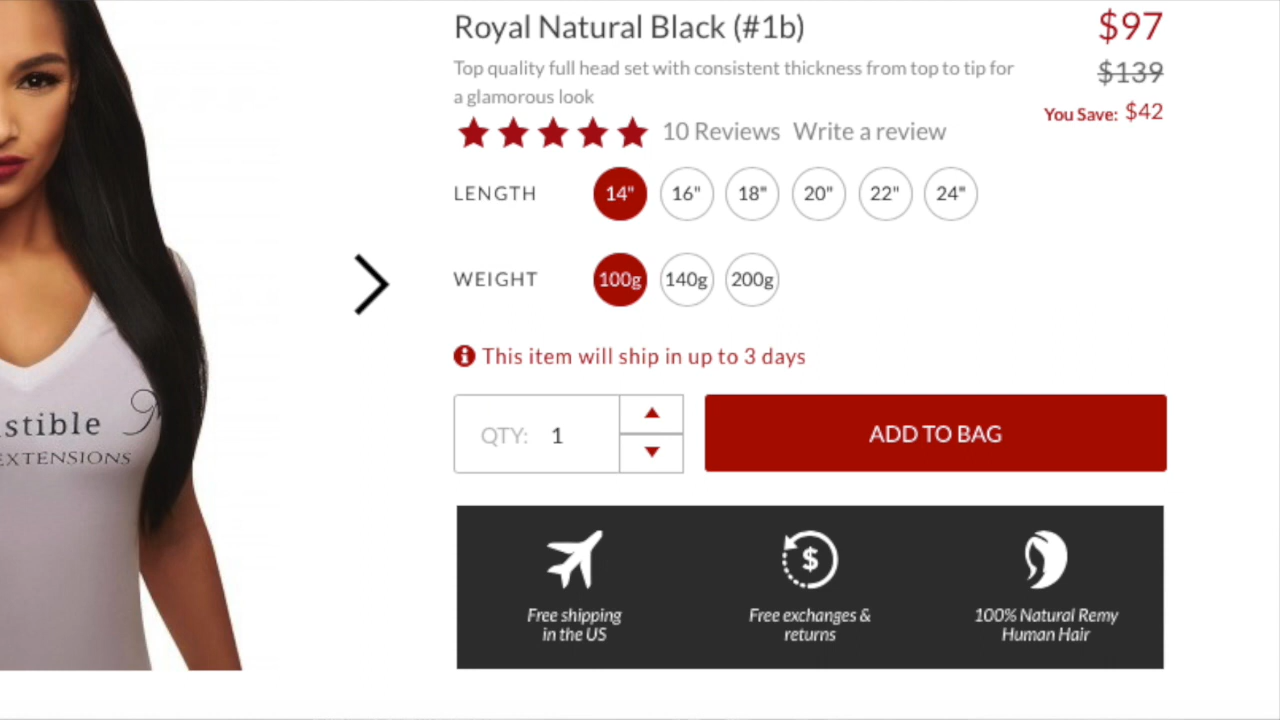 Royal Natural Black (#1b)
$97
Top quality full head set with consistent thickness from top to tip for
a glamorous look
$139
You Save: $42
10 Reviews Write a review
LENGTH 14" 16" 18" 20" 22" 24"
WEIGHT 100g 140g 200g
This item will ship in up to 3 days
QTY: 1
ADD TO BAG
stible
EXTENSIONS
Free shipping
in the US
Free exchanges &
returns
100% Natural Remy
Human Hair